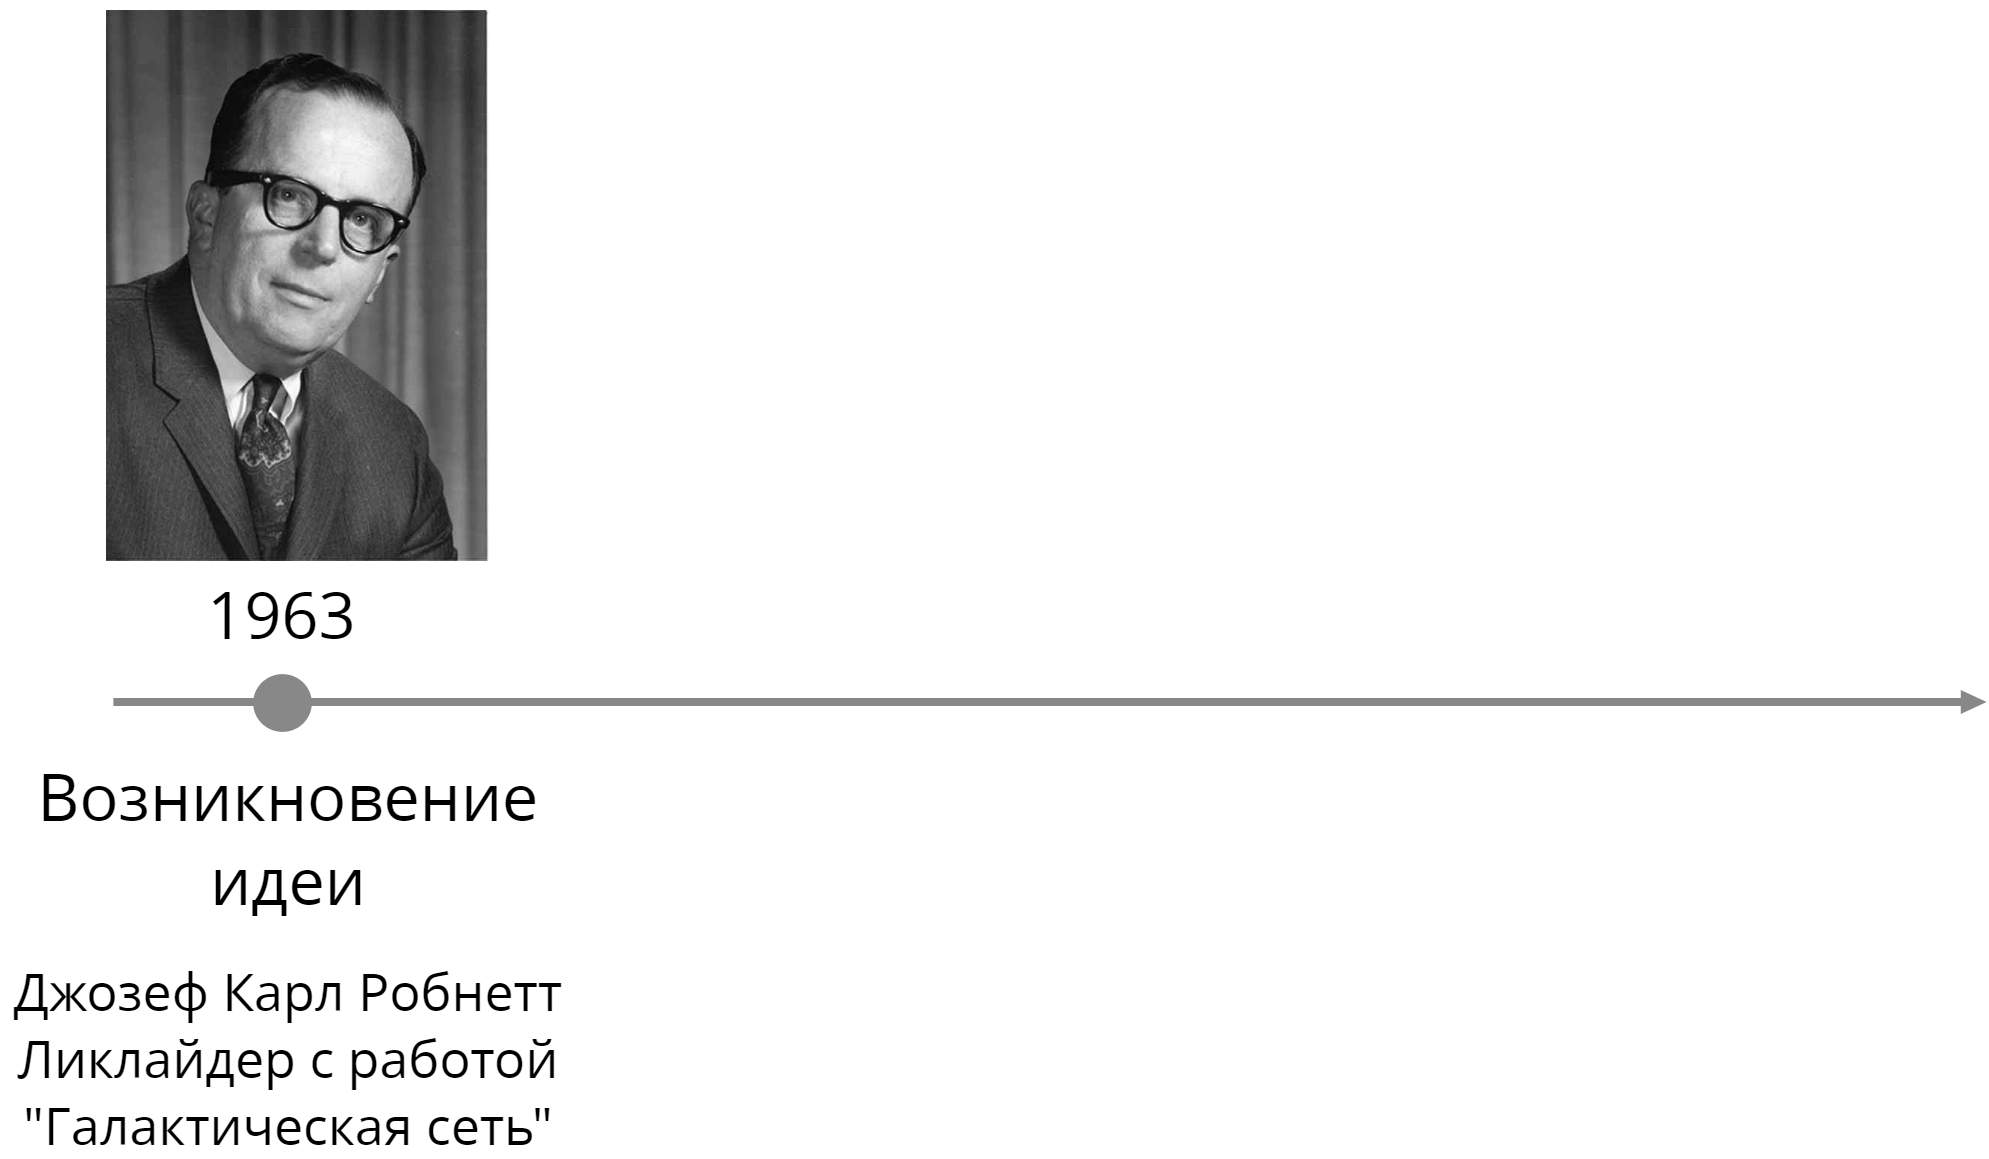 1963
Возникновение
идеи
Джозеф Карл Робнетт
Ликлайдер с работой
"Галактическая сеть"